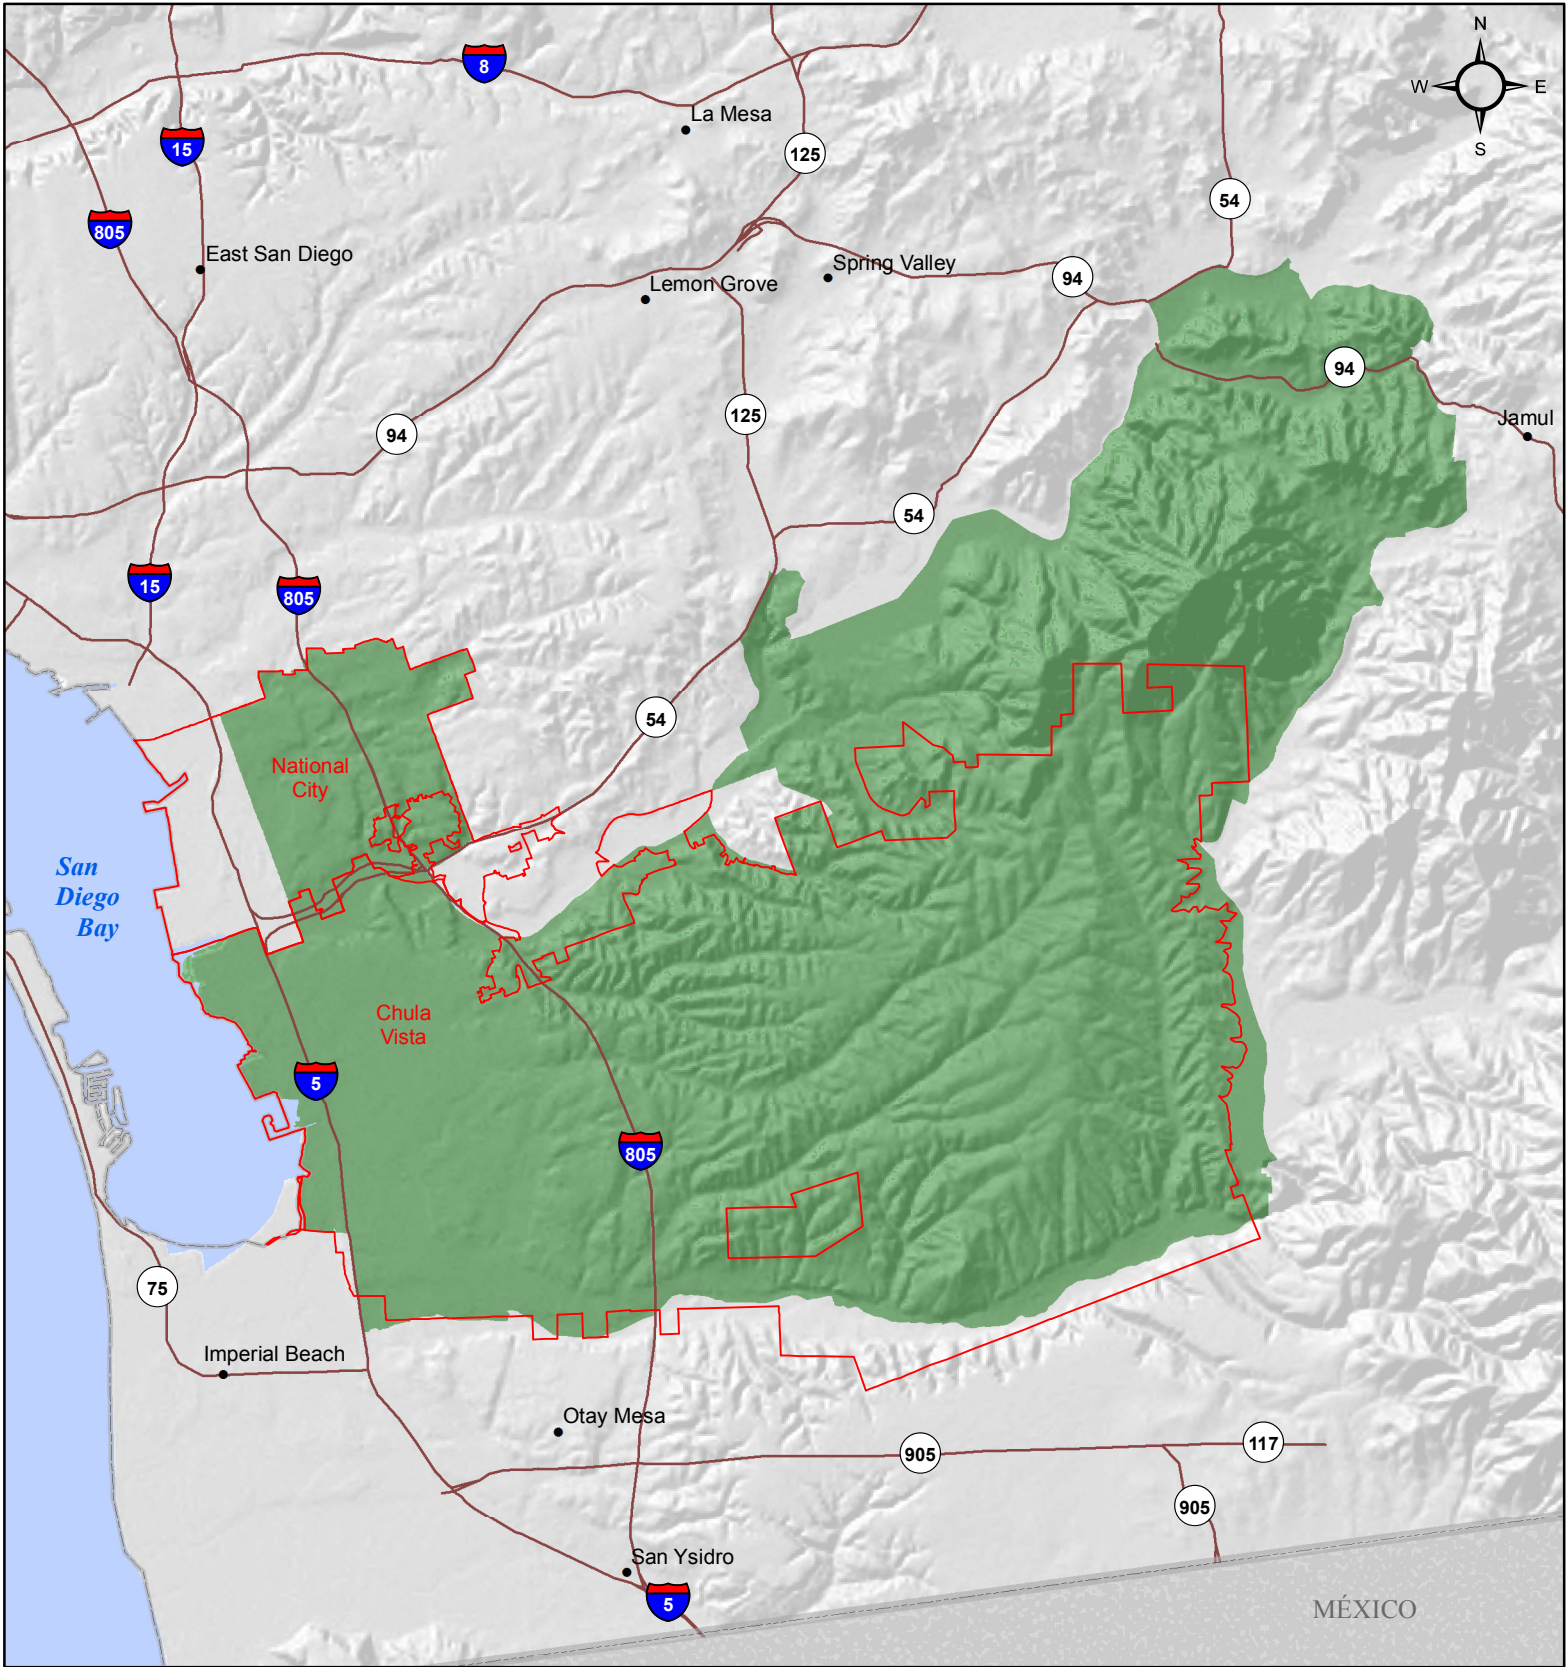 N
8
W
E
La Mesa
15
S
125
54
805
East San Diego
Spring Valley
94
Lemon Grove
94
125
Jamul
94
54
15
805
54
National
City
San
Diego
Bay
Chula
Vista
5
805
75
Imperial Beach
Otay Mesa
117
905
905
San Ysidro
5
MÉXICO